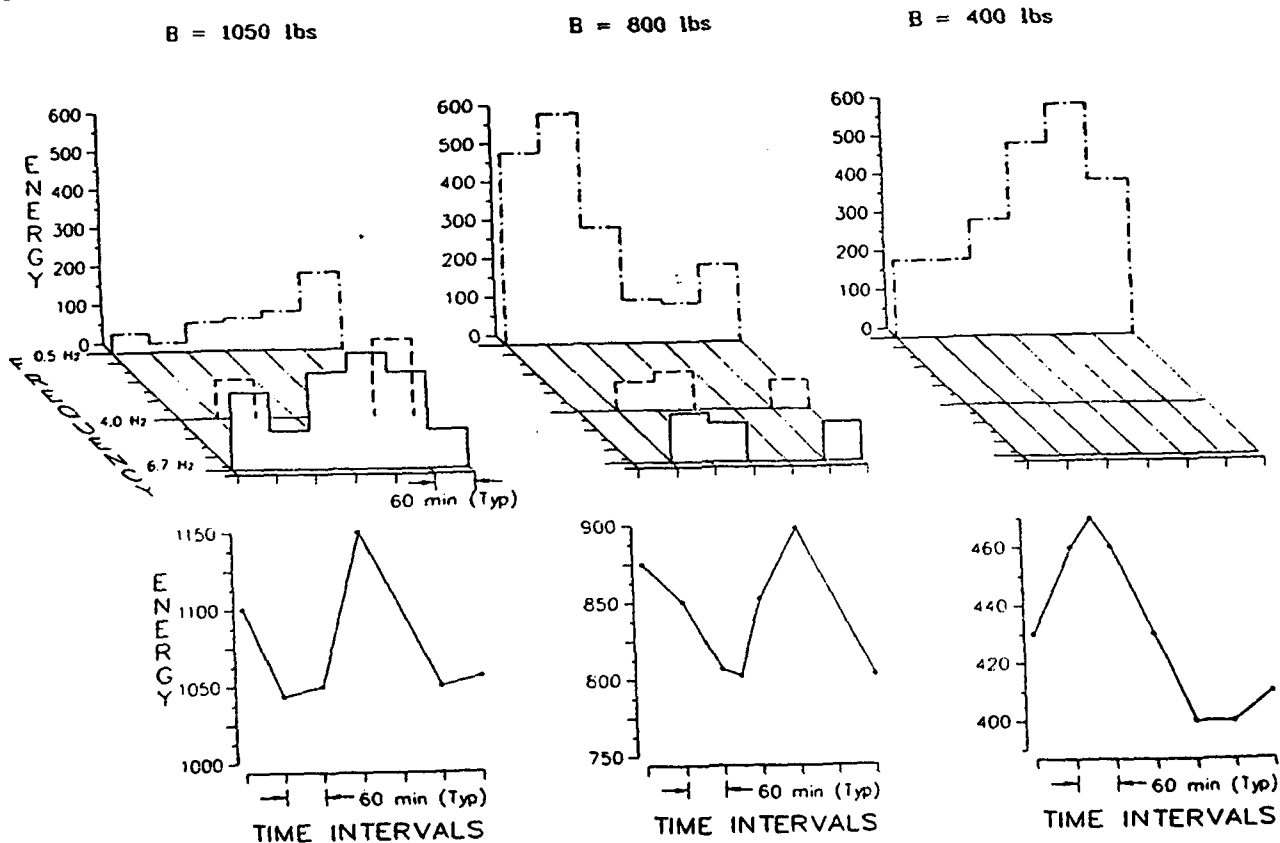 B = 1050 lbs
B = 800 lbs
B = 400 lbs
ENERGY
600
500
400
300
200
100
0
600
500
400
300
200
100
0
600
500
400
300
200
100
0
FREQUENCY
0.5 Hz
4.0 Hz
6.7 Hz
60 min (Typ)
ENERGY
1150
1100
1050
1000
900
850
800
750
460
440
420
400
60 min (Typ)
60 min (Typ)
60 min (Typ)
TIME INTERVALS
TIME INTERVALS
TIME INTERVALS